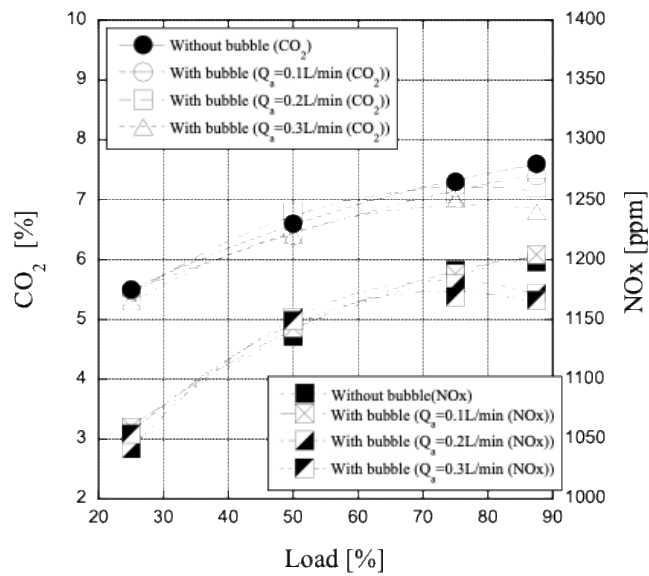 10
9
8
7
6
5
4
3
2
CO2 [%]
Without bubble (CO2)
With bubble (Qa=0.1L/min (CO2))
With bubble (Qa=0.2L/min (CO2))
With bubble (Qa=0.3L/min (CO2))
1400
1350
1300
1250
1200
1150
1100
1050
1000
NOx [ppm]
Without bubble(NOx)
With bubble (Qa=0.1L/min (NOx))
With bubble (Qa=0.2L/min (NOx))
With bubble (Qa=0.3L/min (NOx))
20 30 40 50 60 70 80 90
Load [%]